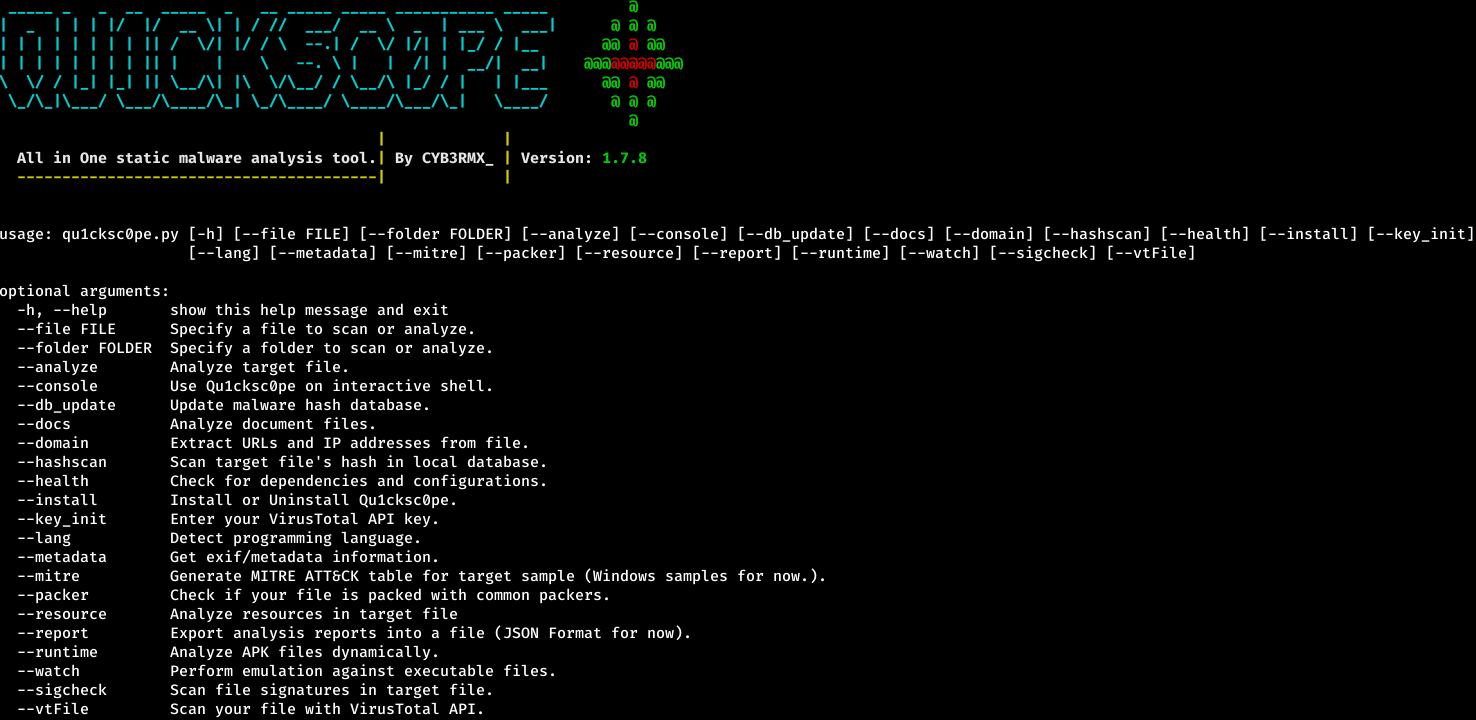 All in One static malware analysis tool.| By CYB3RMX_ | Version: 1.7.8
usage: qu1cksc0pe.py [-h] [--file FILE] [--folder FOLDER] [--analyze] [--console] [--db_update] [--docs] [--domain] [--hashscan] [--health] [--install] [--key_init]
[--lang] [--metadata] [--mitre] [--packer] [--resource] [--report] [--runtime] [--watch] [--sigcheck] [--vtFile]
optional arguments:
-h, --help show this help message and exit
--file FILE Specify a file to scan or analyze.
--folder FOLDER Specify a folder to scan or analyze.
--analyze Analyze target file.
--console Use Qu1cksc0pe on interactive shell.
--db_update Update malware hash database.
--docs Analyze document files.
--domain Extract URLs and IP addresses from file.
--hashscan Scan target file's hash in local database.
--health Check for dependencies and configurations.
--install Install or Uninstall Qu1cksc0pe.
--key_init Enter your VirusTotal API key.
--lang Detect programming language.
--metadata Get exif/metadata information.
--mitre Generate MITRE ATT&CK table for target sample (Windows samples for now.).
--packer Check if your file is packed with common packers.
--resource Analyze resources in target file
--report Export analysis reports into a file (JSON Format for now).
--runtime Analyze APK files dynamically.
--watch Perform emulation against executable files.
--sigcheck Scan file signatures in target file.
--vtFile Scan your file with VirusTotal API.